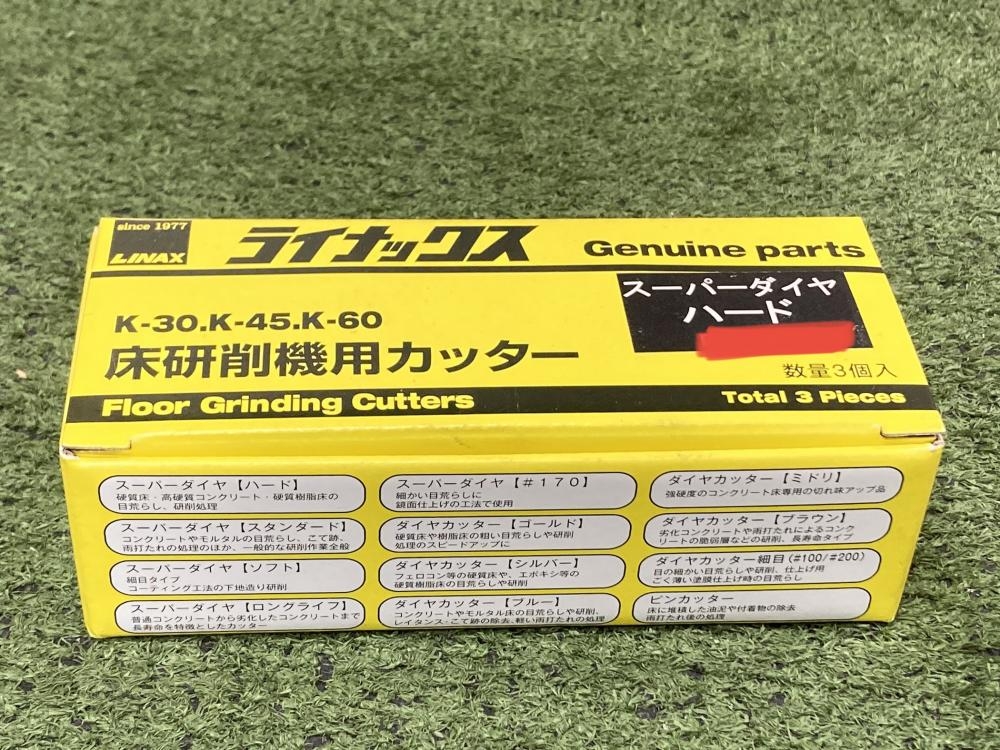 since 1977
LINAX
ライナックス
Genuine parts
スーパーダイヤ
ハード
K-30.K-45.K-60
床研削機用カッター
数量3個入
Floor Grinding Cutters
Total 3 Pieces
スーパーダイヤ【ハード】
硬質床・高硬質コンクリート・硬質樹脂床の
目荒らし、研削処理
スーパーダイヤ【スタンダード】
コンクリートやモルタルの目荒らし、こて跡、
雨打たれの処理のほか、一般的な研削作業全般
スーパーダイヤ【ソフト】
細目タイプ
コーティング工法の下地造り研削
スーパーダイヤ【ロングライフ】
普通コンクリートから劣化したコンクリートまで
長寿命を特徴としたカッター
スーパーダイヤ【#170】
細かい目荒らしに
鏡面仕上げの工法で使用
ダイヤカッター【ゴールド】
硬質床や樹脂床の粗い目荒らしや研削
処理のスピードアップに
ダイヤカッター【シルバー】
フェロコン等の硬質床や、エポキシ等の
硬質樹脂床の目荒らしや研削
ダイヤカッター【ブルー】
コンクリートやモルタル床の目荒らしや研削、
レイタンス・こて跡の除去、軽い雨打たれの処理
ダイヤカッター【ミドリ】
強硬度のコンクリート床専用の切れ味アップ品
ダイヤカッター【ブラウン】
劣化コンクリートや雨打たれによるコンク
リートの脆弱層などの研削、長寿命タイプ
ダイヤカッター細目(#100/#200)
目の細かい目荒らしや研削、仕上げ用
ごく薄い塗膜仕上げ時の目荒らし
ピンカッター
床に堆積した油泥や付着物の除去
雨打たれ後の処理